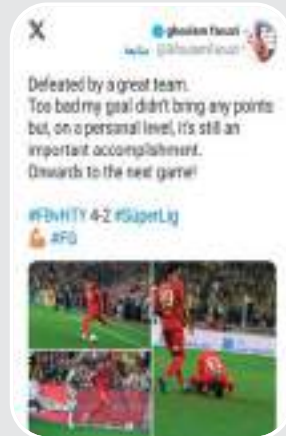 X
Defeated by a great team.
Too bad my goal didn't bring any points
but, on a personal level, it's still an
important accomplishment.
Onwards to the next game!
#FBvHTY 4-2 #SüperLig
💪 #FG